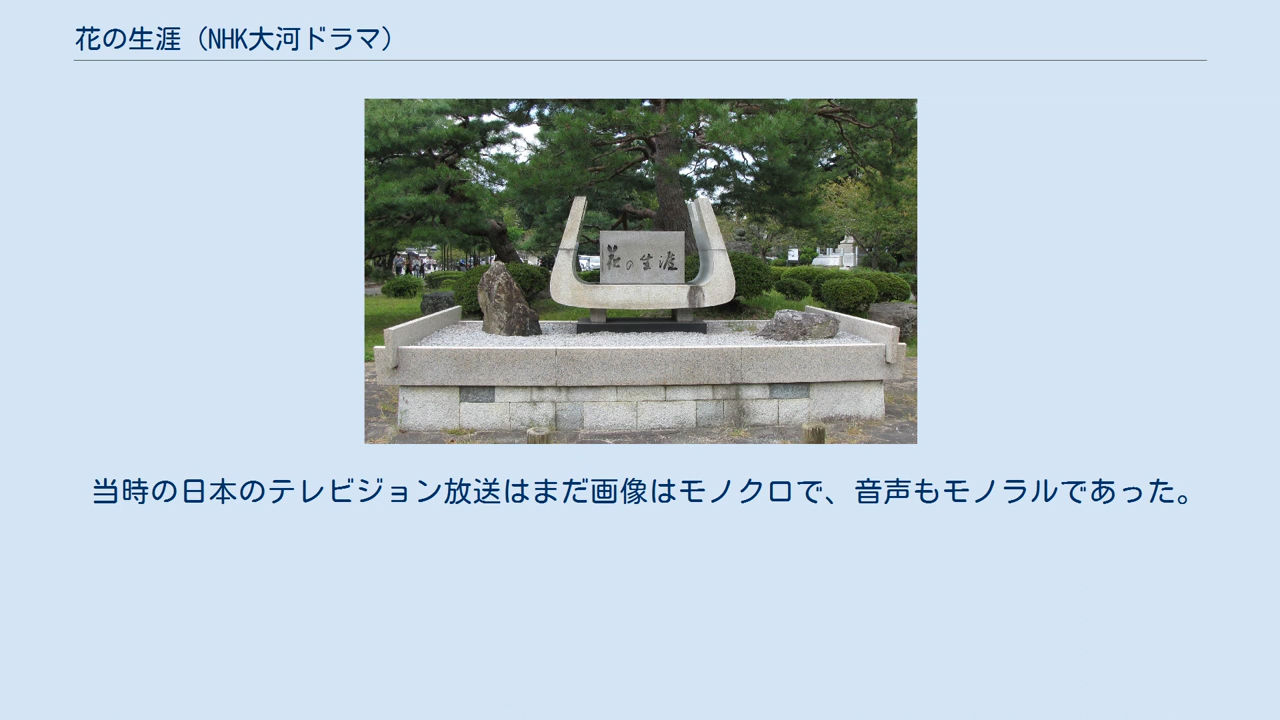 花の生涯（NHK大河ドラマ）
花の生涯
当時の日本のテレビジョン放送はまだ画像はモノクロで、音声もモノラルであった。